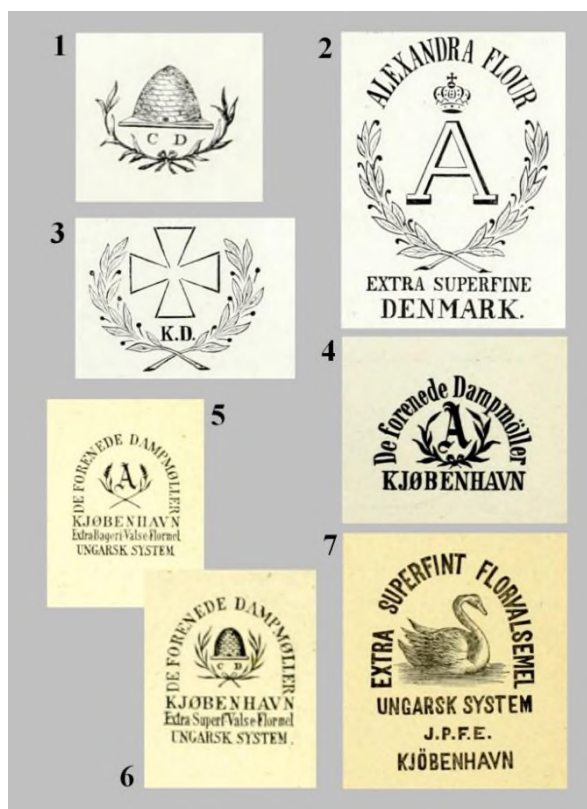 1
C D
2
ALEXANDRA FLOUR
A
EXTRA SUPERFINE
DENMARK.
3
K.D.
4
De forenede Dampmöller
A
KJØBENHAVN
5
DE FORENEDE DAMPMØLLER
A
KJØBENHAVN
Extra Bageri-Valse-Flormel
UNGARSK SYSTEM
6
DE FORENEDE DAMPMØLLER
C D
KJØBENHAVN
Extra Superf-Valse-Flormel
UNGARSK SYSTEM.
7
EXTRA SUPERFINT FLORVALSEMEL
UNGARSK SYSTEM
J.P.F.E.
KJÖBENHAVN